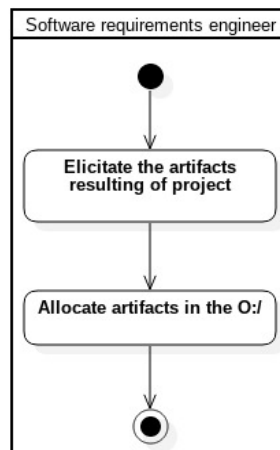 Software requirements engineer
Elicitate the artifacts
resulting of project
Allocate artifacts in the O:/